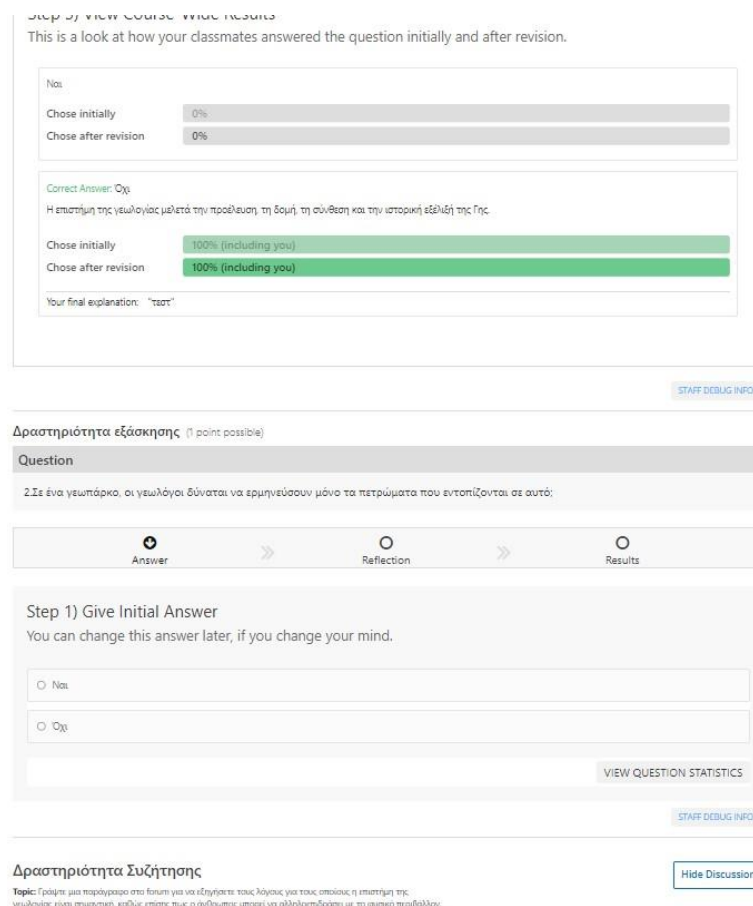 Step 3) View Course-Wide Results
This is a look at how your classmates answered the question initially and after revision.
Ναι
Chose initially 0%
Chose after revision 0%
Correct Answer: Όχι
Η επιστήμη της γεωλογίας μελετά την προέλευση, τη δομή, τη σύνθεση και την ιστορική εξέλιξή της Γης.
Chose initially 100% (including you)
Chose after revision 100% (including you)
Your final explanation: "τεστ"
STAFF DEBUG INFO
Δραστηριότητα εξάσκησης (1 point possible)
Question
2.Σε ένα γεωπάρκο, οι γεωλόγοι δύναται να ερμηνεύσουν μόνο τα πετρώματα που εντοπίζονται σε αυτό;
Answer Reflection Results
Step 1) Give Initial Answer
You can change this answer later, if you change your mind.
Ναι
Όχι
VIEW QUESTION STATISTICS
STAFF DEBUG INFO
Δραστηριότητα Συζήτησης
Hide Discussion
Topic: Γράψτε μια παράγραφο στο forum για να εξηγήσετε τους λόγους για τους οποίους η επιστήμη της
γεωλογίας είναι σημαντική, καθώς επίσης πως ο άνθρωπος μπορεί να αλληλοεπιδράσει με το φυσικό περιβάλλον.